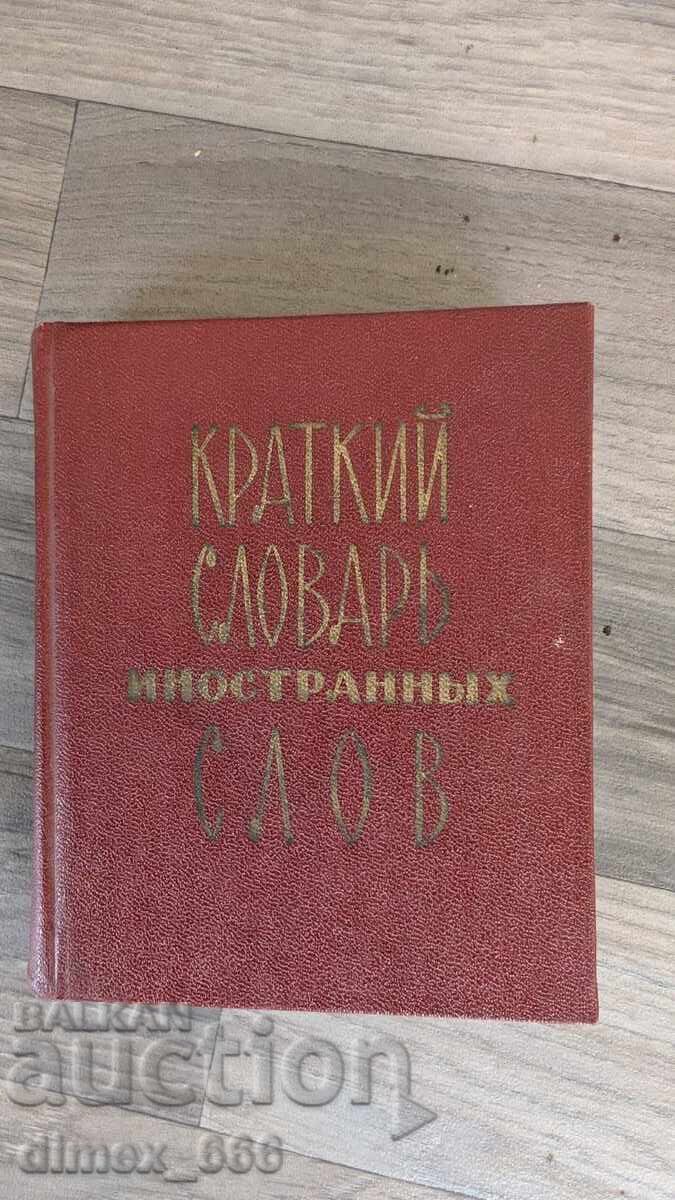 КРАТКИЙ
СЛОВАРЬ
ИНОСТРАННЫХ
СЛОВ
BALKAN
auction
dimex_666